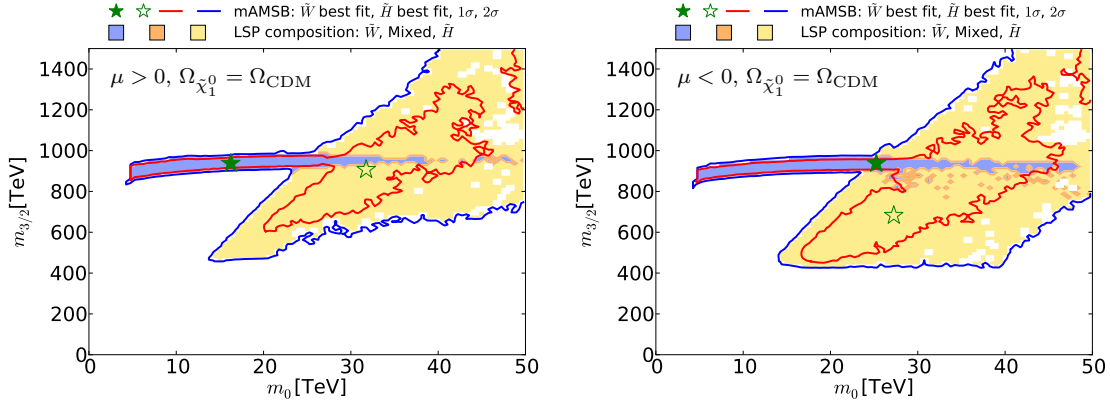 mAMSB: W̃ best fit, H̃ best fit, 1σ, 2σ
LSP composition: W̃, Mixed, H̃
μ > 0, Ω_χ̃₁⁰ = Ω_CDM
1400
1200
1000
800
600
400
200
0
m_3/2 [TeV]
0 10 20 30 40 50
m₀ [TeV]
mAMSB: W̃ best fit, H̃ best fit, 1σ, 2σ
LSP composition: W̃, Mixed, H̃
μ < 0, Ω_χ̃₁⁰ = Ω_CDM
1400
1200
1000
800
600
400
200
0
m_3/2 [TeV]
0 10 20 30 40 50
m₀ [TeV]